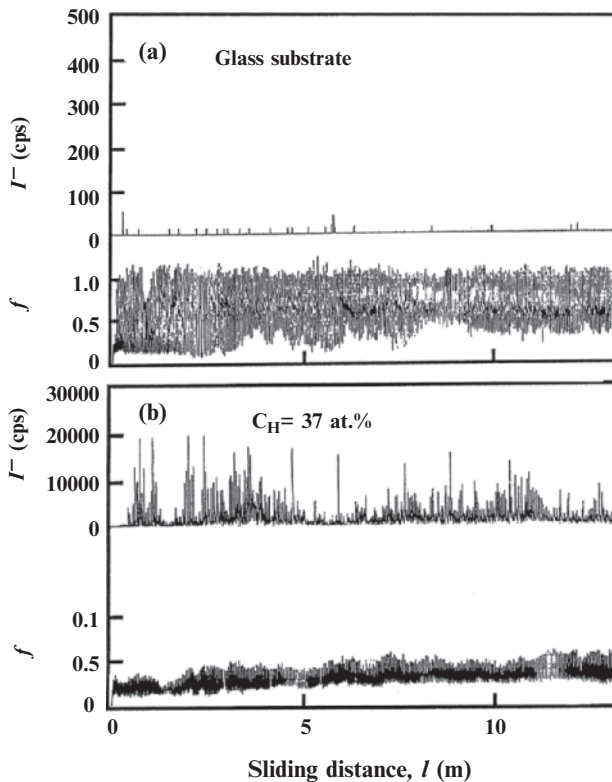 500
400
300
200
100
0
I⁻ (cps)
(a)
Glass substrate
1.0
0.5
0
f
30000
20000
10000
0
I⁻ (cps)
(b)
C_H= 37 at.%
0.1
0.5
0
f
0
5
10
Sliding distance, l (m)